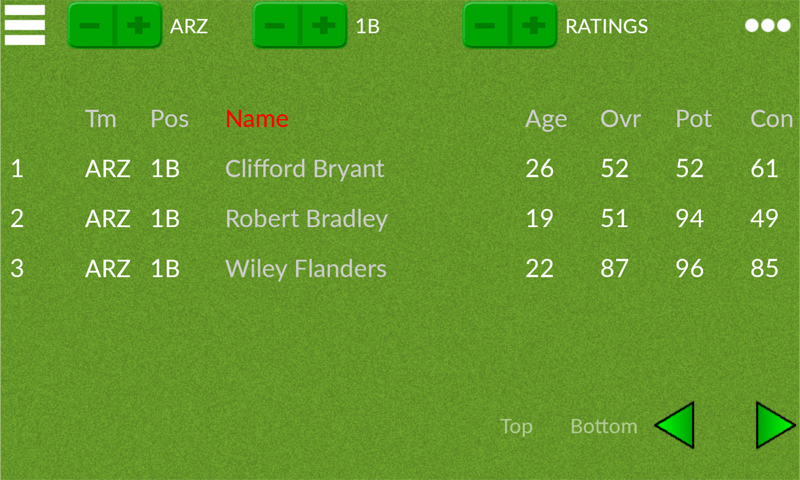 ARZ 1B RATINGS
Tm Pos Name Age Ovr Pot Con
1 ARZ 1B Clifford Bryant 26 52 52 61
2 ARZ 1B Robert Bradley 19 51 94 49
3 ARZ 1B Wiley Flanders 22 87 96 85
Top Bottom